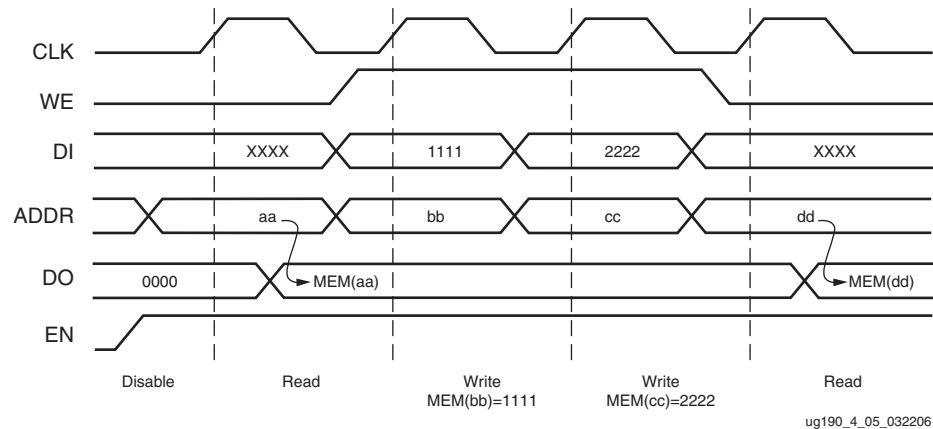 CLK
WE
DI XXXX 1111 2222 XXXX
ADDR aa bb cc dd
DO 0000 MEM(aa) MEM(dd)
EN
Disable Read Write Write Read
MEM(bb)=1111 MEM(cc)=2222
ug190_4_05_032206